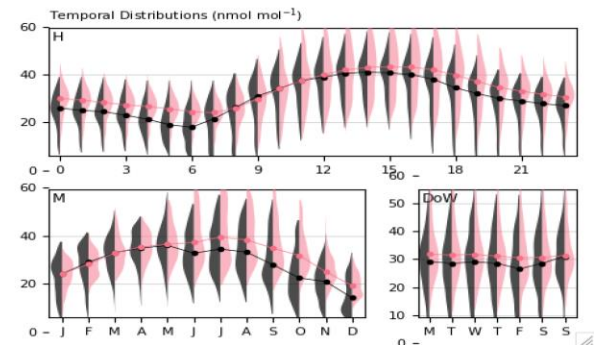 Temporal Distributions (nmol mol⁻¹)
60
H
40
20
0
0 3 6 9 12 15 18 21
60
M
40
20
0
J F M A M J J A S O N D
60
DoW
50
40
30
20
10
0
M T W T F S S